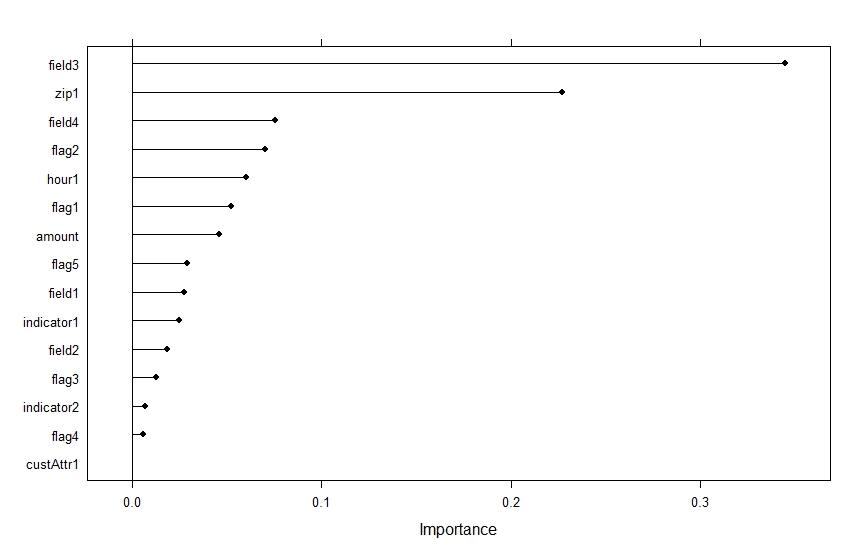 field3
zip1
field4
flag2
hour1
flag1
amount
flag5
field1
indicator1
field2
flag3
indicator2
flag4
custAttr1
0.0 0.1 0.2 0.3
Importance